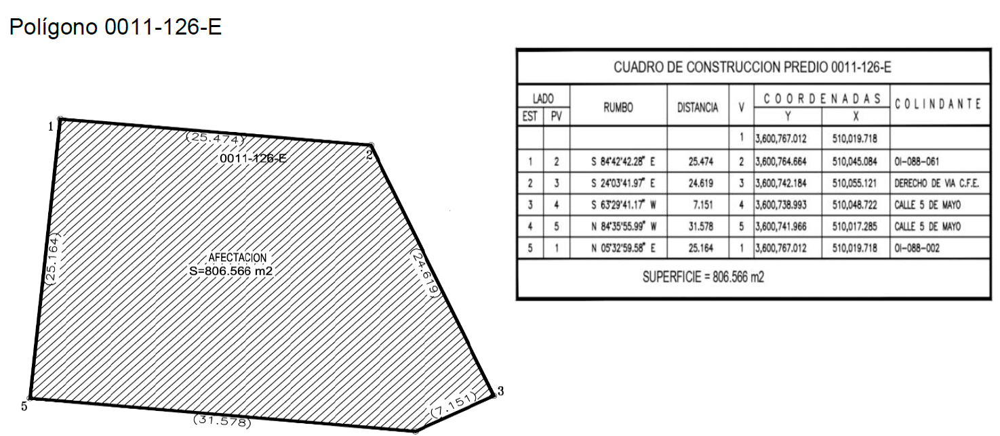 Polígono 0011-126-E
1
(25.474)
2
0011-126-E
(25.164)
AFECTACION
S=806.566 m2
(24.619)
3
(7.151)
5
(31.578)
CUADRO DE CONSTRUCCION PREDIO 0011-126-E
LADO RUMBO DISTANCIA V COORDENADAS COLINDANTE
EST PV Y X
1 3,600,767.012 510,019.718
1 2 S 84°42'42.28" E 25.474 2 3,600,764.664 510,045.084 OI-088-061
2 3 S 24°03'41.97" E 24.619 3 3,600,742.184 510,055.121 DERECHO DE VIA C.F.E.
3 4 S 63°29'41.17" W 7.151 4 3,600,738.993 510,048.722 CALLE 5 DE MAYO
4 5 N 84°35'55.99" W 31.578 5 3,600,741.966 510,017.285 CALLE 5 DE MAYO
5 1 N 05°32'59.58" E 25.164 1 3,600,767.012 510,019.718 OI-088-002
SUPERFICIE = 806.566 m2